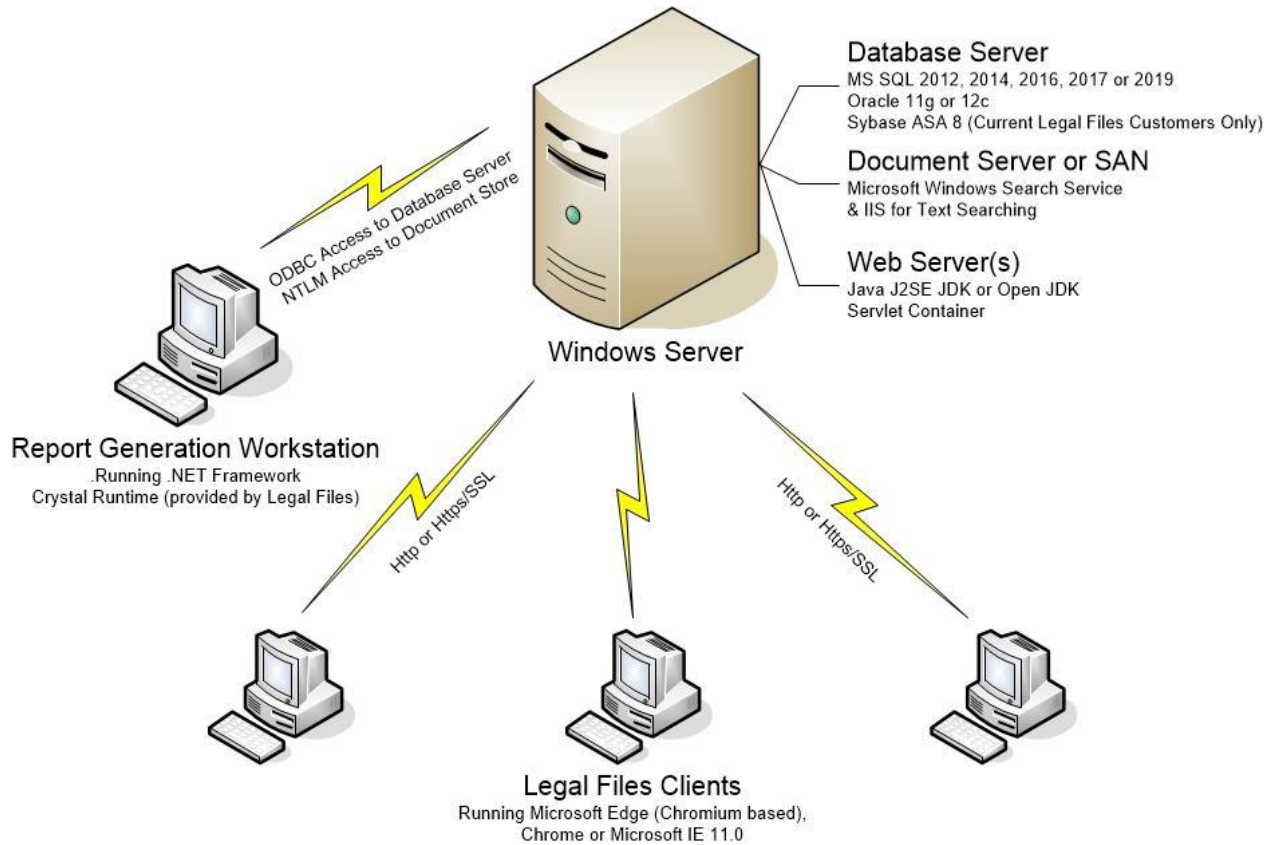 Database Server
MS SQL 2012, 2014, 2016, 2017 or 2019
Oracle 11g or 12c
Sybase ASA 8 (Current Legal Files Customers Only)
Document Server or SAN
Microsoft Windows Search Service
& IIS for Text Searching
Web Server(s)
Java J2SE JDK or Open JDK
Servlet Container
ODBC Access to Database Server
NTLM Access to Document Store
Windows Server
Report Generation Workstation
.Running .NET Framework
Crystal Runtime (provided by Legal Files)
Http or Https/SSL
Http or Https/SSL
Legal Files Clients
Running Microsoft Edge (Chromium based),
Chrome or Microsoft IE 11.0